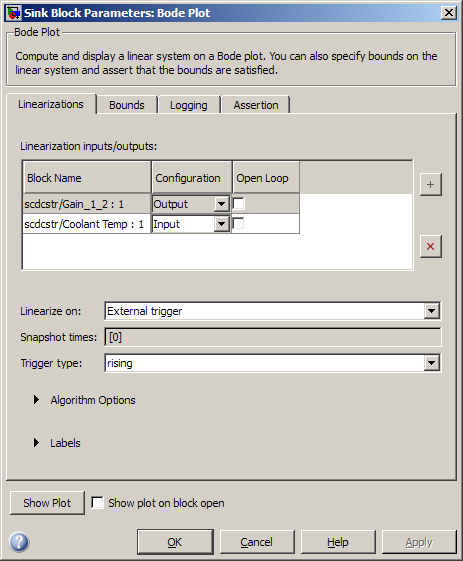 Sink Block Parameters: Bode Plot
Bode Plot
Compute and display a linear system on a Bode plot. You can also specify bounds on the
linear system and assert that the bounds are satisfied.
Linearizations Bounds Logging Assertion
Linearization inputs/outputs:
Block Name Configuration Open Loop
scdcstr/Gain_1_2 : 1 Output
scdcstr/Coolant Temp : 1 Input
Linearize on: External trigger
Snapshot times: [0]
Trigger type: rising
Algorithm Options
Labels
Show Plot Show plot on block open
OK Cancel Help Apply